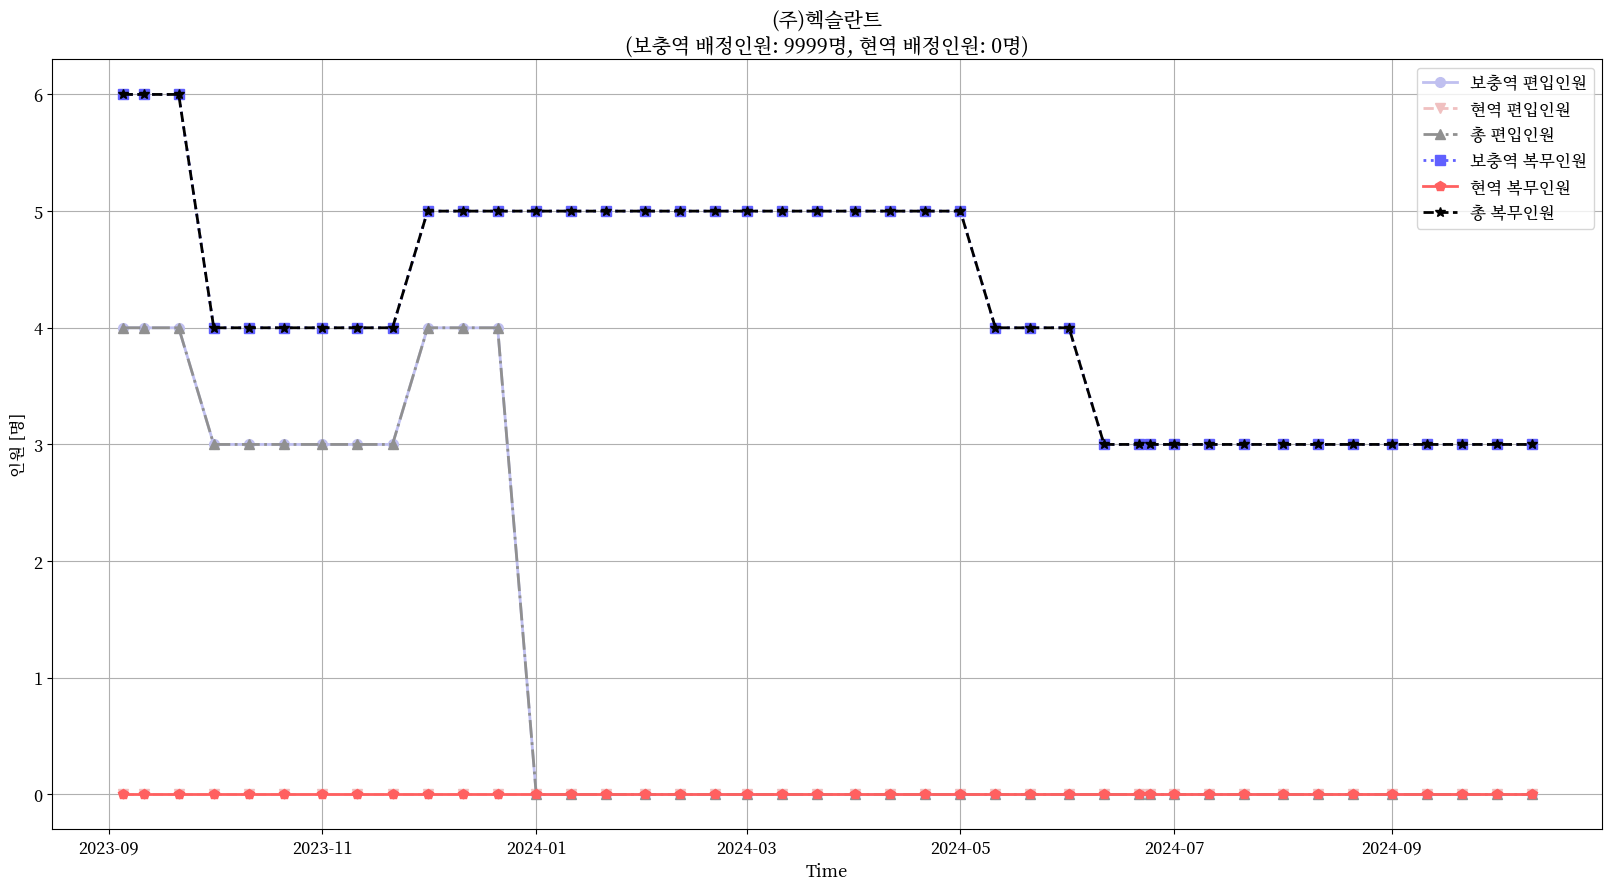 (주)헥슬란트
(보충역 배정인원: 9999명, 현역 배정인원: 0명)
보충역 편입인원
현역 편입인원
총 편입인원
보충역 복무인원
현역 복무인원
총 복무인원
6
5
4
3
2
1
0
인원 [명]
2023-09 2023-11 2024-01 2024-03 2024-05 2024-07 2024-09
Time